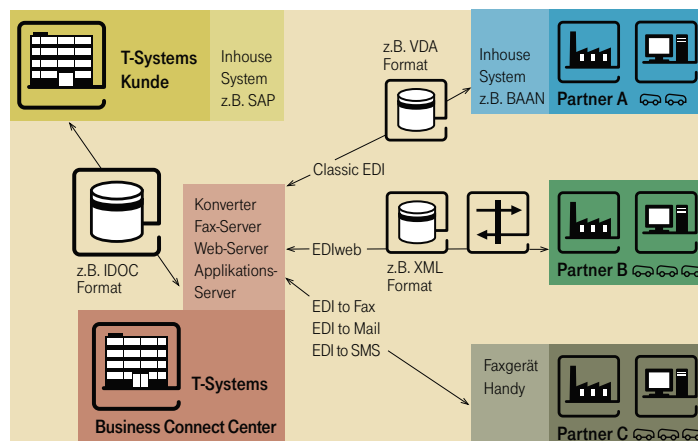 T-Systems
Kunde
Inhouse
System
z.B. SAP
z.B. VDA
Format
Inhouse
System
z.B. BAAN
Partner A
Classic EDI
z.B. IDOC
Format
Konverter
Fax-Server
Web-Server
Applikations-
Server
EDIweb
z.B. XML
Format
Partner B
EDI to Fax
EDI to Mail
EDI to SMS
T-Systems
Business Connect Center
Faxgerät
Handy
Partner C